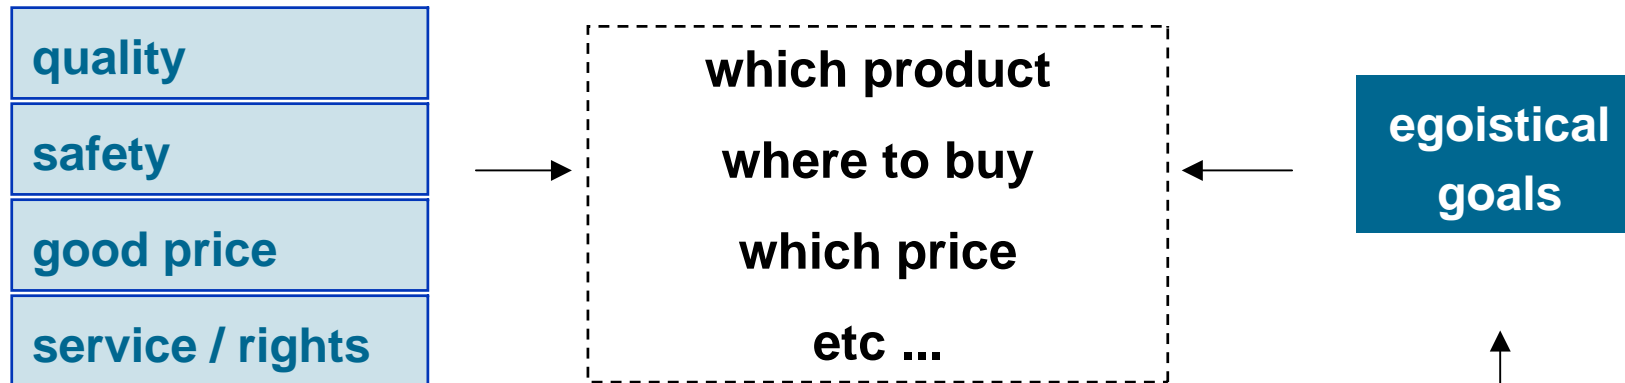 quality
safety
good price
service / rights
which product
where to buy
which price
etc ...
egoistical
goals